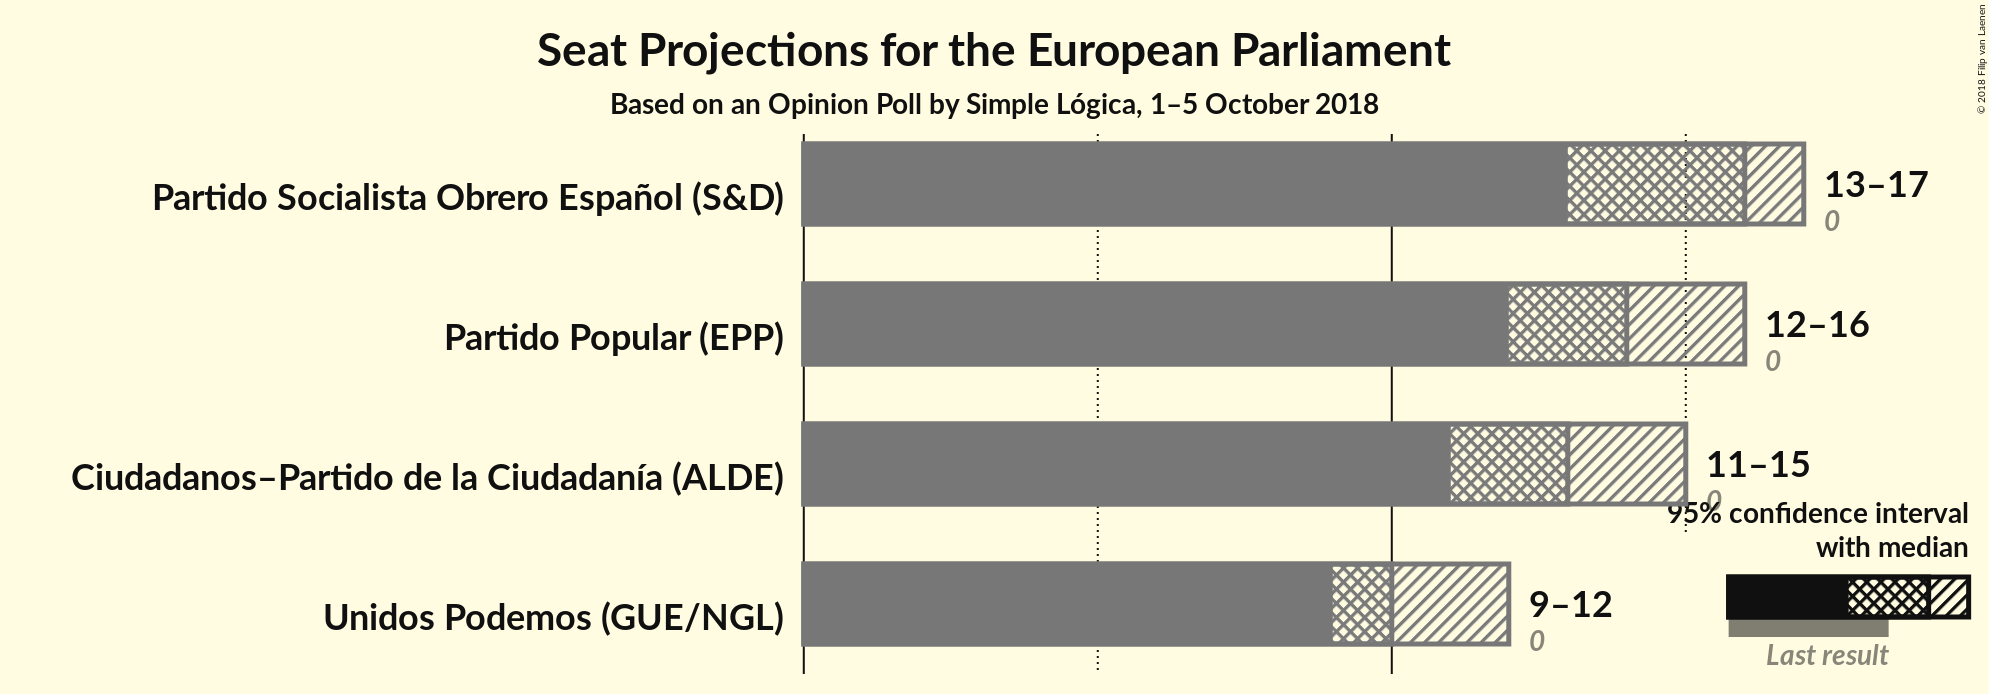 Seat Projections for the European Parliament
Based on an Opinion Poll by Simple Lógica, 1–5 October 2018
© 2018 Filip van Laenen
Partido Socialista Obrero Español (S&D)
13–17
0
Partido Popular (EPP)
12–16
0
Ciudadanos–Partido de la Ciudadanía (ALDE)
11–15
0
95% confidence interval
with median
Unidos Podemos (GUE/NGL)
9–12
0
Last result